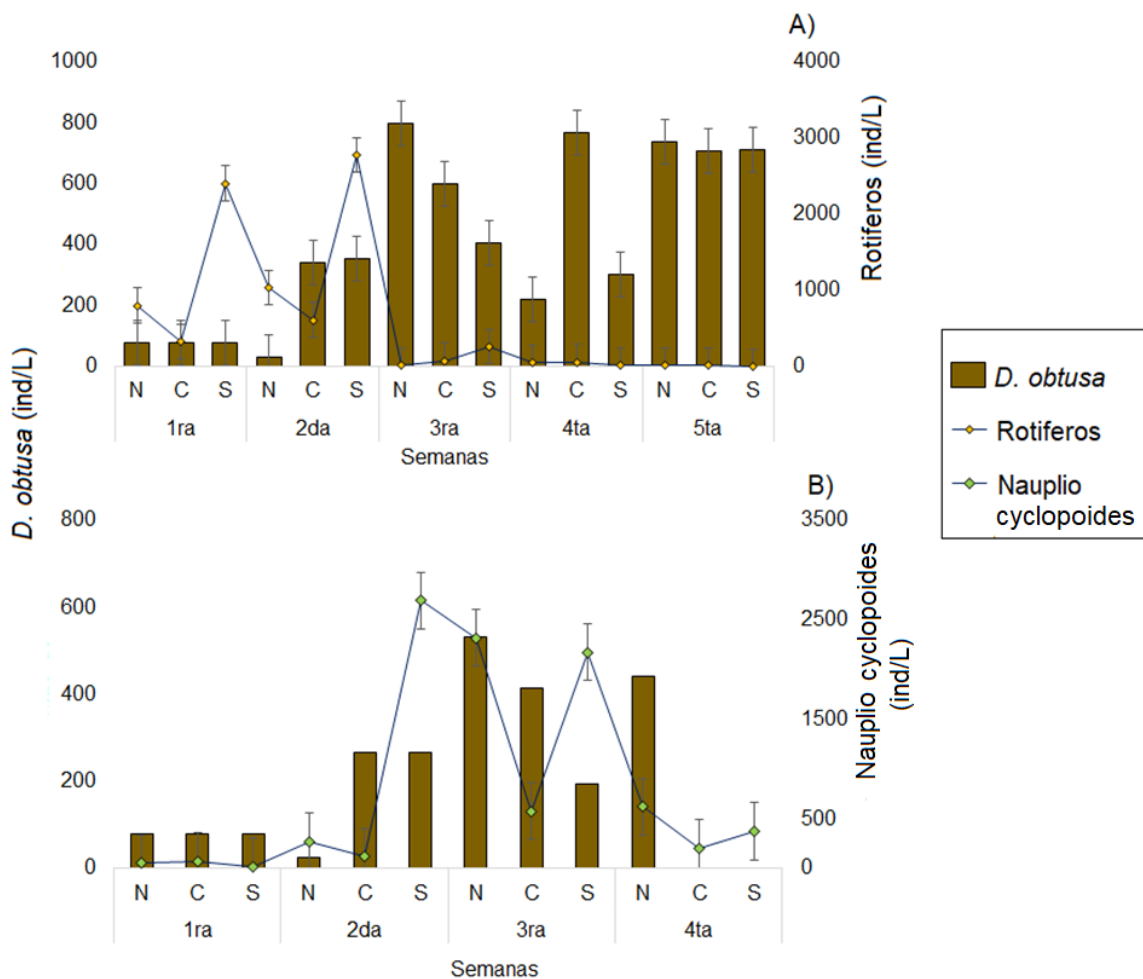 A)
1000
800
600
400
200
0
4000
3000
2000
1000
0
Rotiferos (ind/L)
N C S N C S N C S N C S N C S
1ra 2da 3ra 4ta 5ta
Semanas
D. obtusa (ind/L)
D. obtusa
Rotiferos
Nauplio
cyclopoides
B)
800
600
400
200
0
3500
2500
1500
500
0
Nauplio cyclopoides
(ind/L)
N C S N C S N C S N C S
1ra 2da 3ra 4ta
Semanas